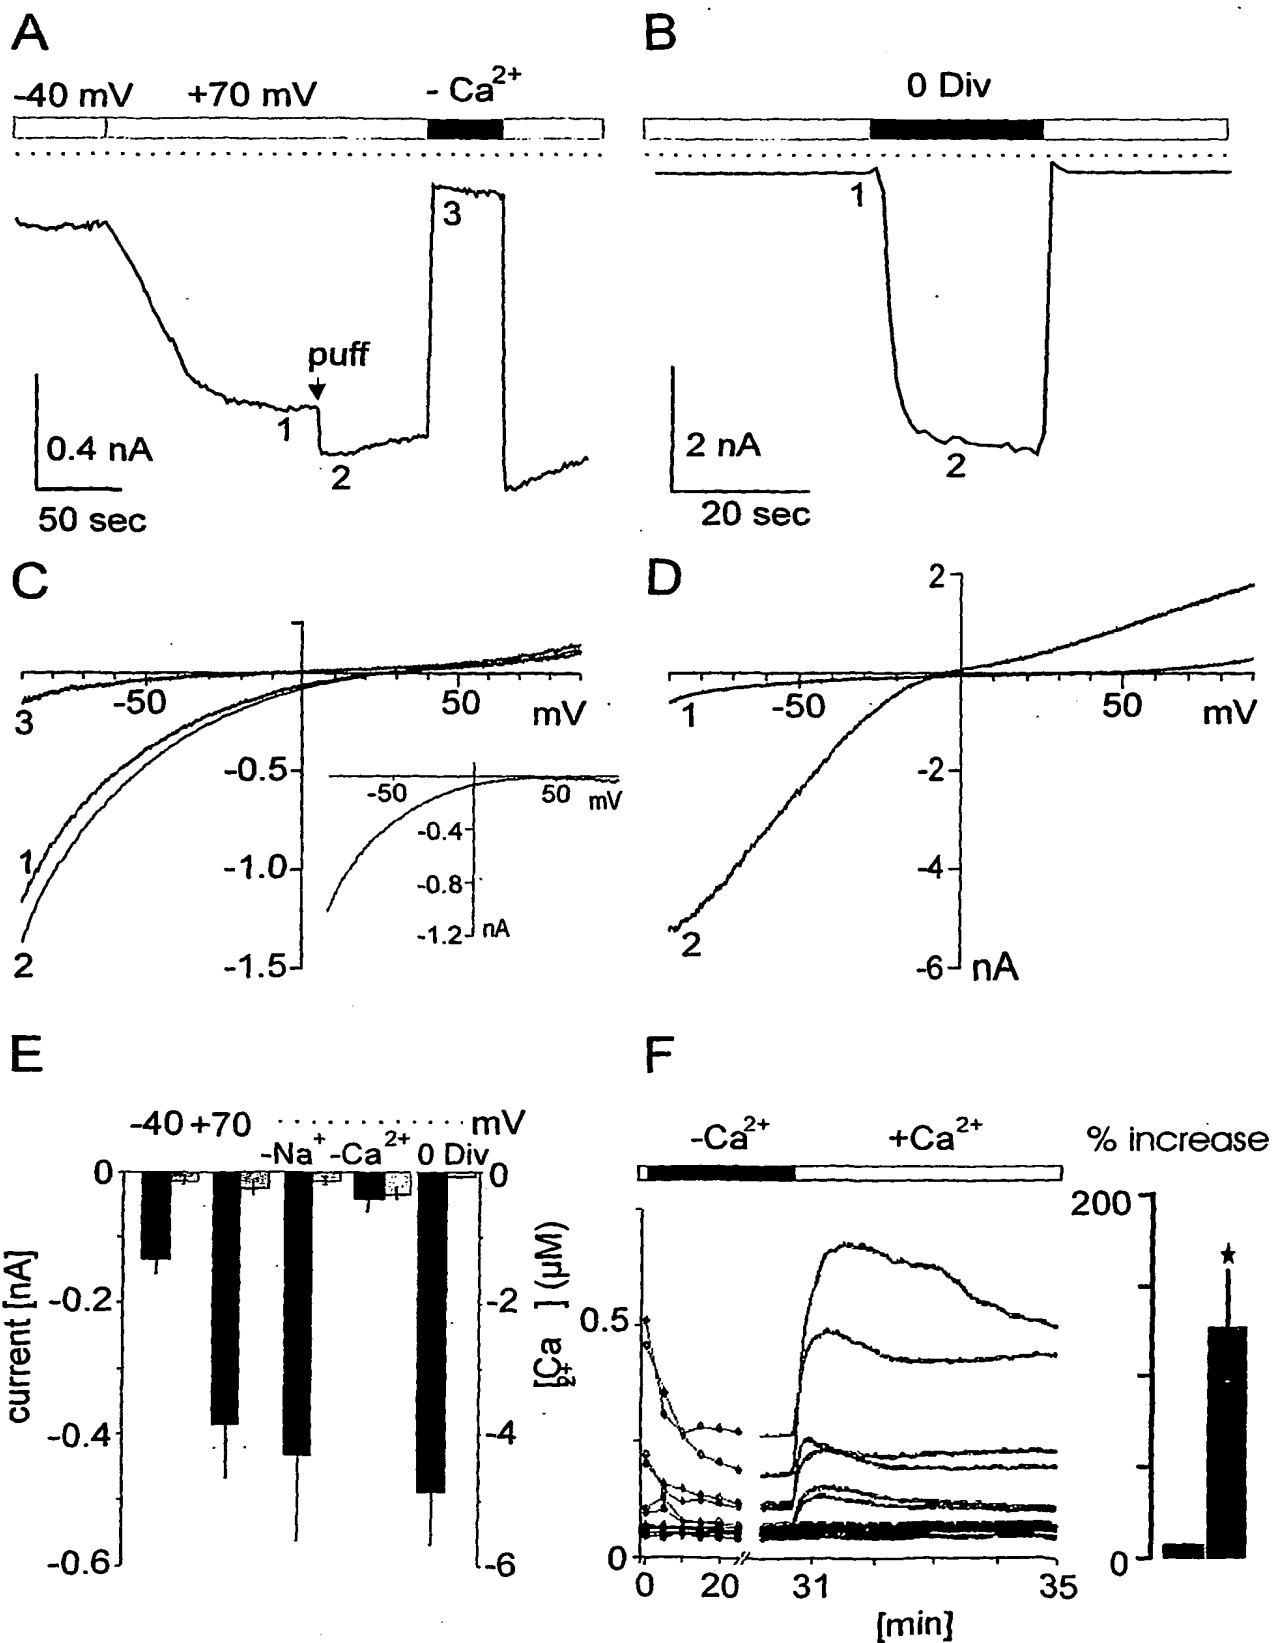 A
-40 mV
+70 mV
- Ca2+
puff
1
2
3
0.4 nA
50 sec
B
0 Div
1
2
2 nA
20 sec
C
-50
50
mV
3
-0.5
1
-1.0
2
-1.5
-50
50
mV
-0.4
-0.8
-1.2
nA
D
2
-50
50
mV
1
-2
-4
2
-6
nA
E
-40 +70 mV
-Na+ -Ca2+ 0 Div
0
-0.2
-0.4
-0.6
current [nA]
0
-2
-4
-6
[Ca2+] (µM)
F
-Ca2+
+Ca2+
% increase
0.5
0
0
20
31
35
[min]
200
0